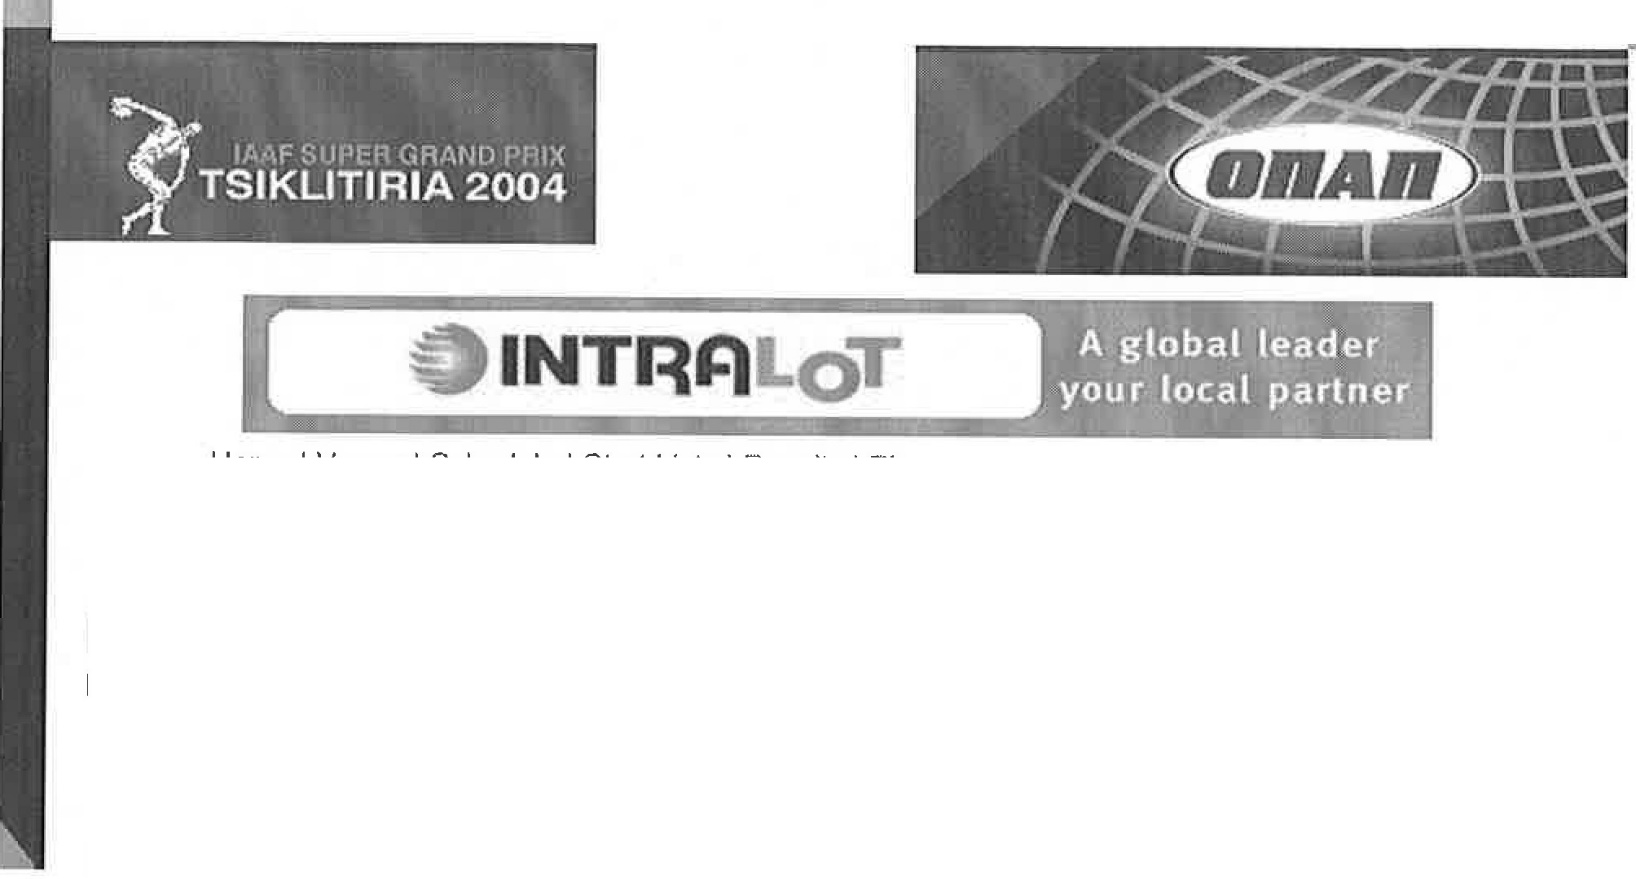 IAAF SUPER GRAND PRIX
TSIKLITIRIA 2004
ΟΠΑΠ
INTRALOT
A global leader
your local partner